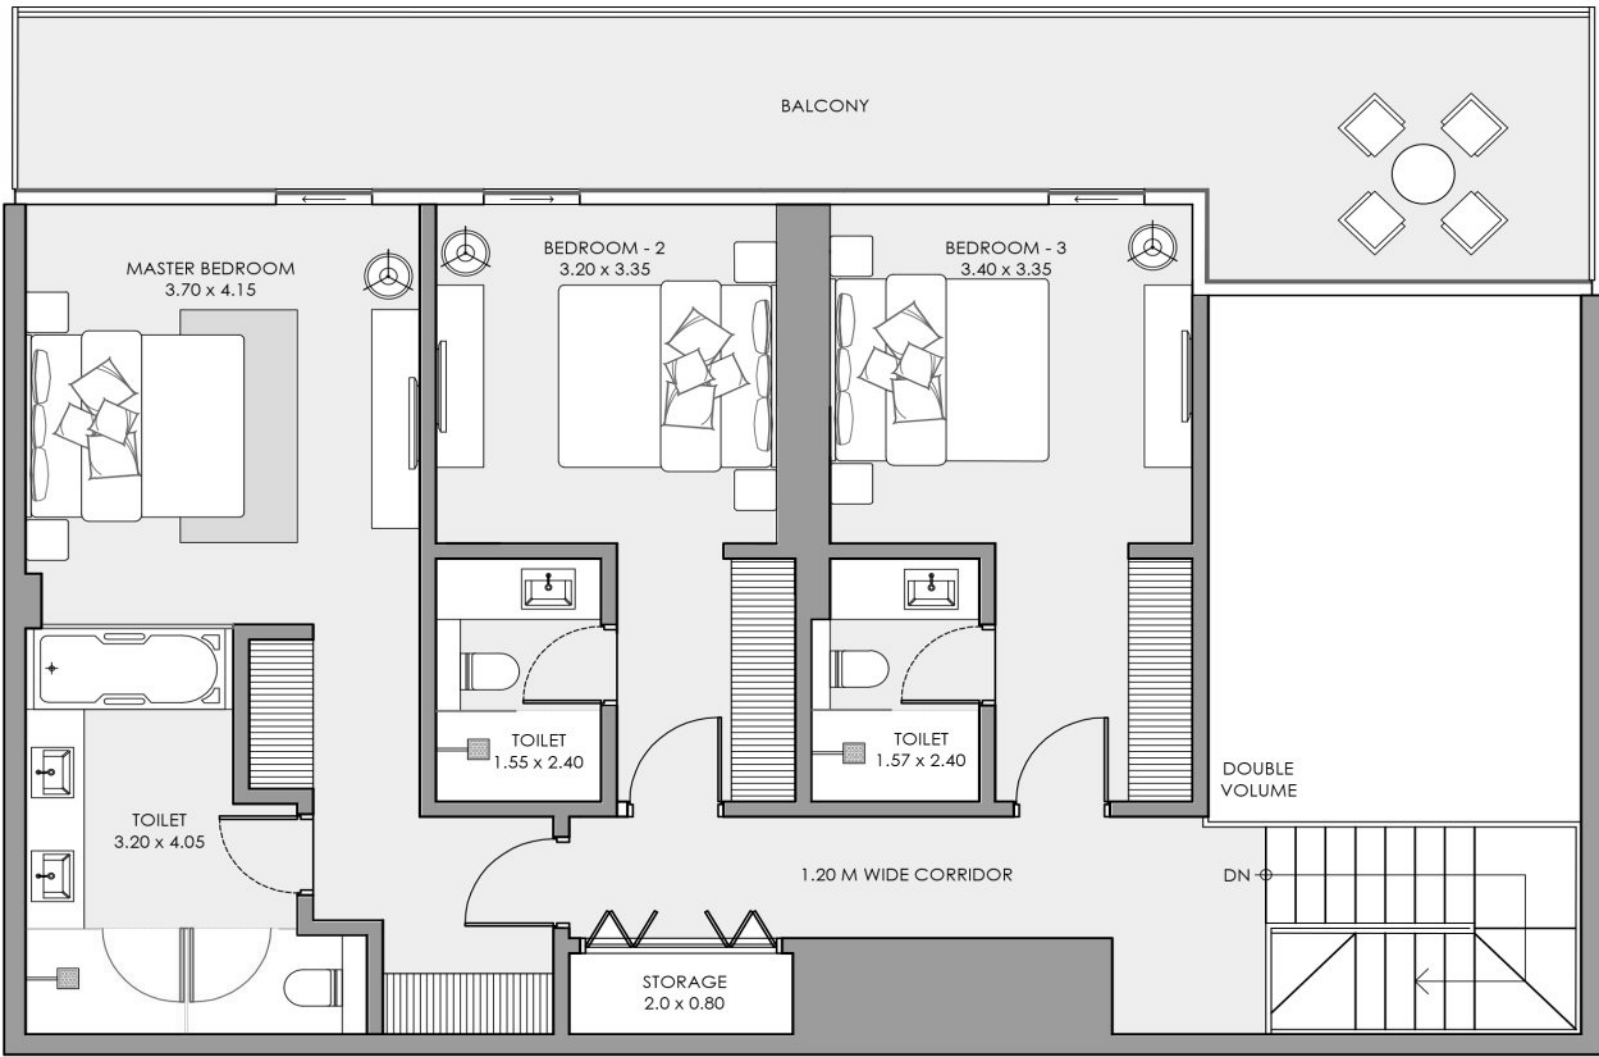 BALCONY
MASTER BEDROOM
3.70 x 4.15
BEDROOM - 2
3.20 x 3.35
BEDROOM - 3
3.40 x 3.35
TOILET
1.55 x 2.40
TOILET
1.57 x 2.40
DOUBLE
VOLUME
TOILET
3.20 x 4.05
1.20 M WIDE CORRIDOR
DN
STORAGE
2.0 x 0.80